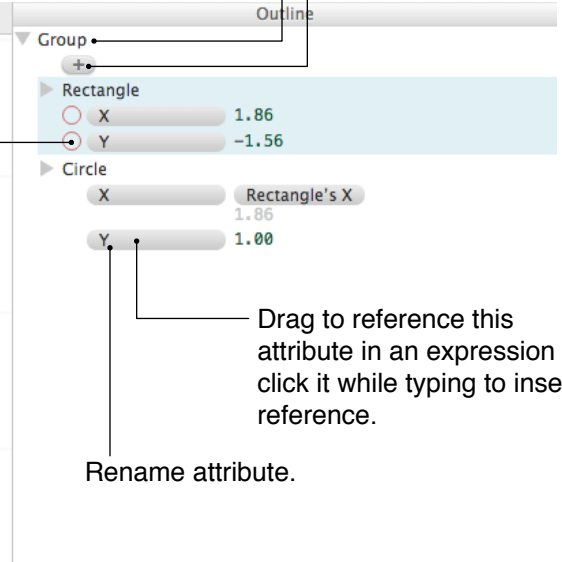 Outline
Group
+
Rectangle
X 1.86
Y -1.56
Circle
X Rectangle's X
1.86
Y 1.00
Drag to reference this
attribute in an expression
click it while typing to inse
reference.
Rename attribute.